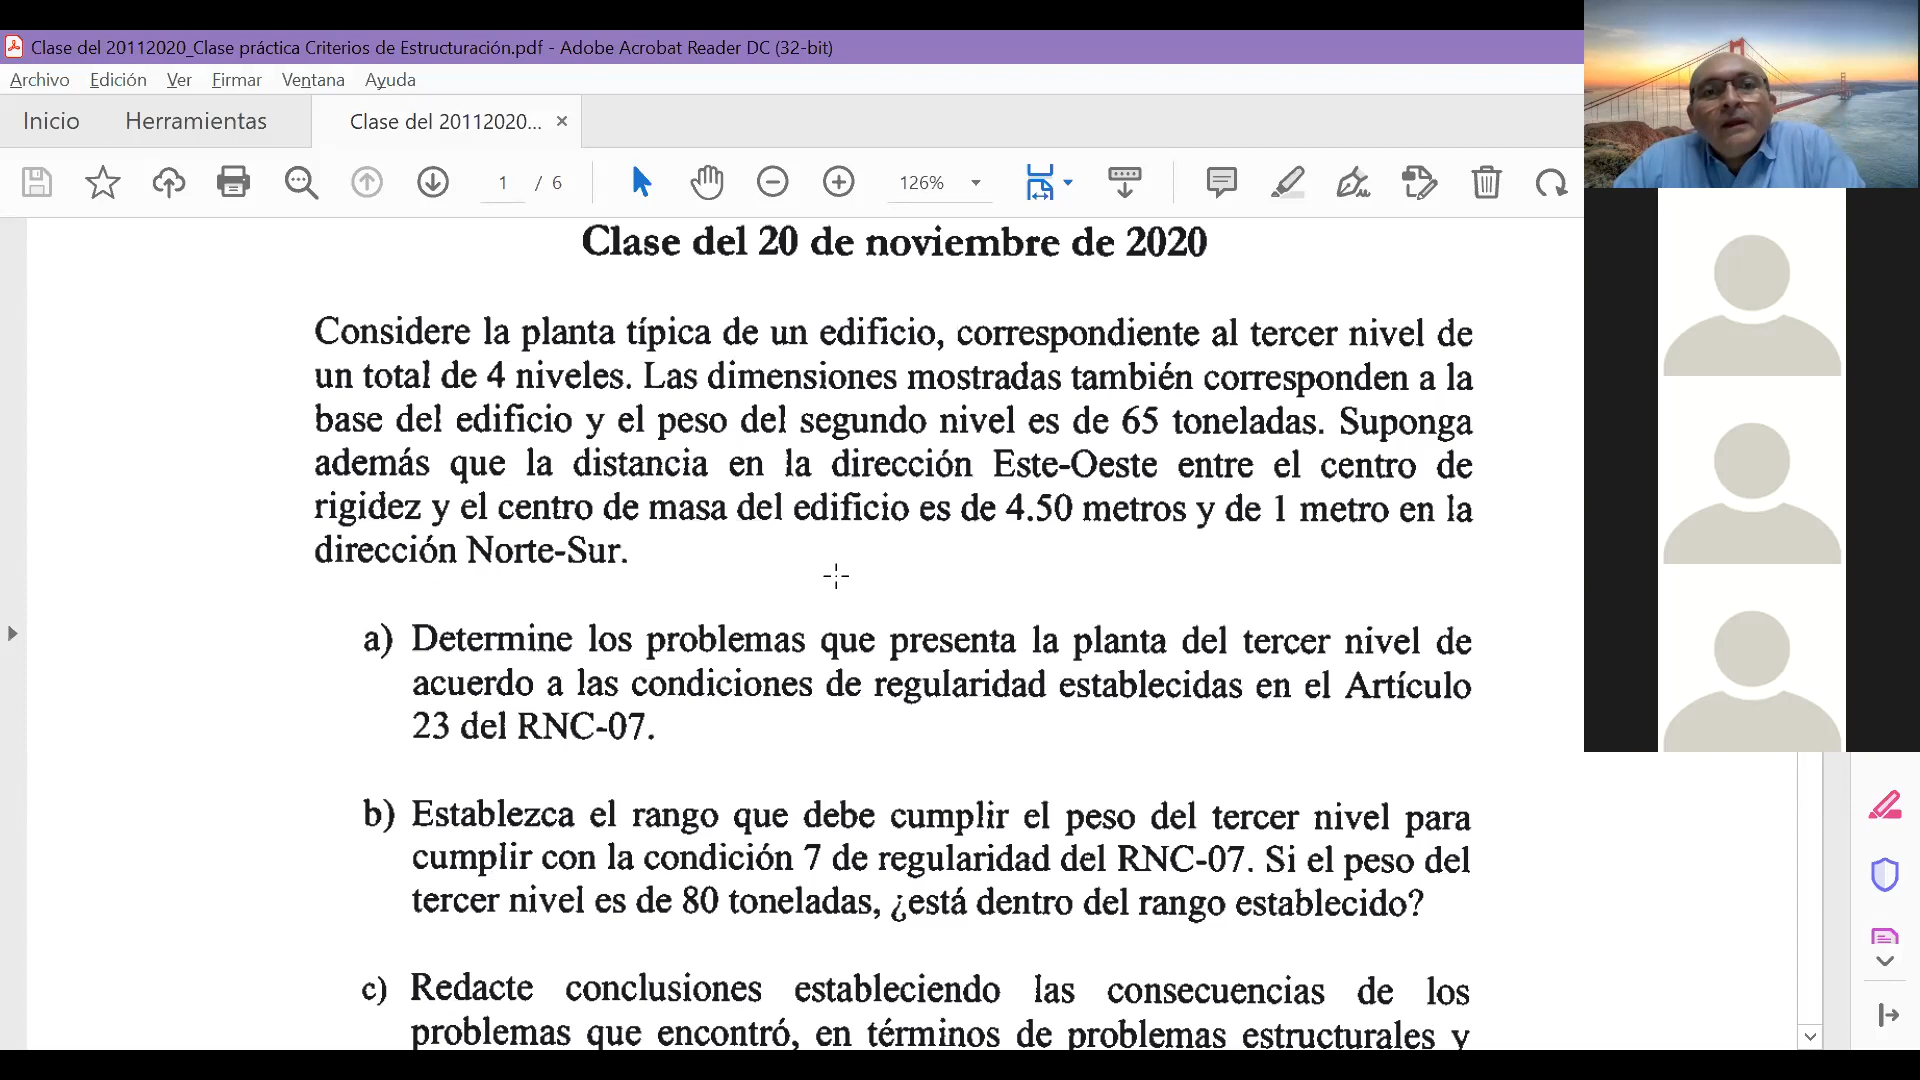 Clase del 20112020_Clase práctica Criterios de Estructuración.pdf - Adobe Acrobat Reader DC (32-bit)
Archivo Edición Ver Firmar Ventana Ayuda
Inicio Herramientas Clase del 20112020... ×
1 / 6 126%
Clase del 20 de noviembre de 2020
Considere la planta típica de un edificio, correspondiente al tercer nivel de
un total de 4 niveles. Las dimensiones mostradas también corresponden a la
base del edificio y el peso del segundo nivel es de 65 toneladas. Suponga
además que la distancia en la dirección Este-Oeste entre el centro de
rigidez y el centro de masa del edificio es de 4.50 metros y de 1 metro en la
dirección Norte-Sur.
a) Determine los problemas que presenta la planta del tercer nivel de
acuerdo a las condiciones de regularidad establecidas en el Artículo
23 del RNC-07.
b) Establezca el rango que debe cumplir el peso del tercer nivel para
cumplir con la condición 7 de regularidad del RNC-07. Si el peso del
tercer nivel es de 80 toneladas, ¿está dentro del rango establecido?
c) Redacte conclusiones estableciendo las consecuencias de los
problemas que encontró, en términos de problemas estructurales y